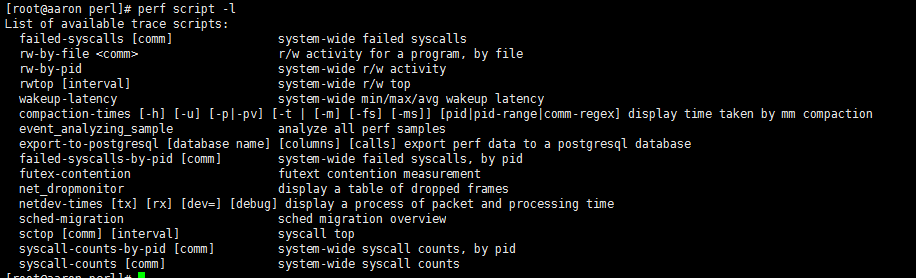 [root@aaron perl]# perf script -l
List of available trace scripts:
  failed-syscalls [comm]               system-wide failed syscalls
  rw-by-file <comm>                    r/w activity for a program, by file
  rw-by-pid                            system-wide r/w activity
  rwtop [interval]                     system-wide r/w top
  wakeup-latency                       system-wide min/max/avg wakeup latency
  compaction-times [-h] [-u] [-p|-pv] [-t | [-m] [-fs] [-ms]] [pid|pid-range|comm-regex] display time taken by mm compaction
  event_analyzing_sample               analyze all perf samples
  export-to-postgresql [database name] [columns] [calls] export perf data to a postgresql database
  failed-syscalls-by-pid [comm]        system-wide failed syscalls, by pid
  futex-contention                     futext contention measurement
  net_dropmonitor                      display a table of dropped frames
  netdev-times [tx] [rx] [dev=] [debug] display a process of packet and processing time
  sched-migration                      sched migration overview
  sctop [comm] [interval]              syscall top
  syscall-counts-by-pid [comm]         system-wide syscall counts, by pid
  syscall-counts [comm]                system-wide syscall counts
[root@aaron perl]#